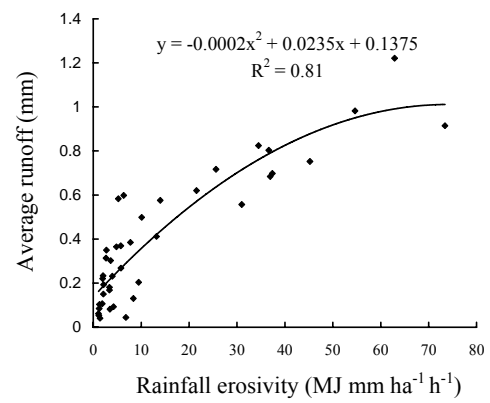 y = -0.0002x² + 0.0235x + 0.1375
R² = 0.81
1.4
1.2
1
0.8
0.6
0.4
0.2
0
Average runoff (mm)
0 10 20 30 40 50 60 70 80
Rainfall erosivity (MJ mm ha⁻¹ h⁻¹)